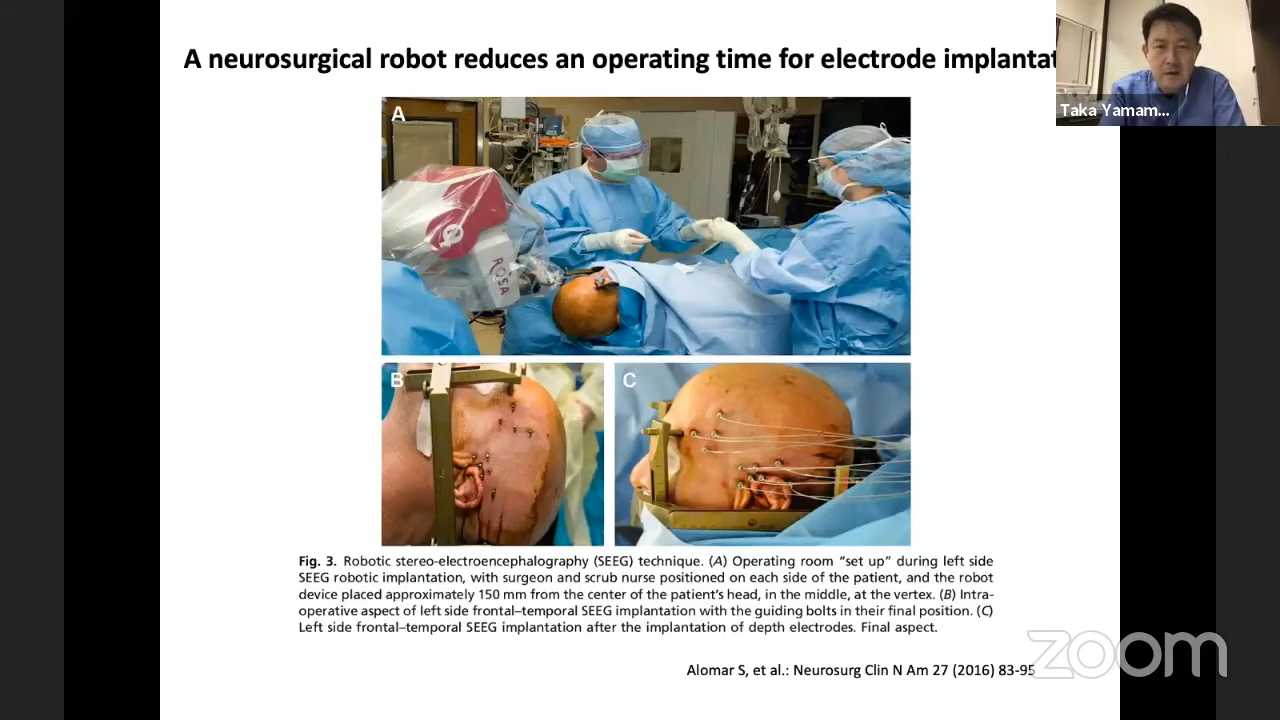 A neurosurgical robot reduces an operating time for electrode implantat
Taka Yamam...
A
ROSA
B
C
Fig. 3. Robotic stereo-electroencephalography (SEEG) technique. (A) Operating room “set up” during left side
SEEG robotic implantation, with surgeon and scrub nurse positioned on each side of the patient, and the robot
device placed approximately 150 mm from the center of the patient's head, in the middle, at the vertex. (B) Intra-
operative aspect of left side frontal–temporal SEEG implantation with the guiding bolts in their final position. (C)
Left side frontal–temporal SEEG implantation after the implantation of depth electrodes. Final aspect.
Alomar S, et al.: Neurosurg Clin N Am 27 (2016) 83-95
zoom